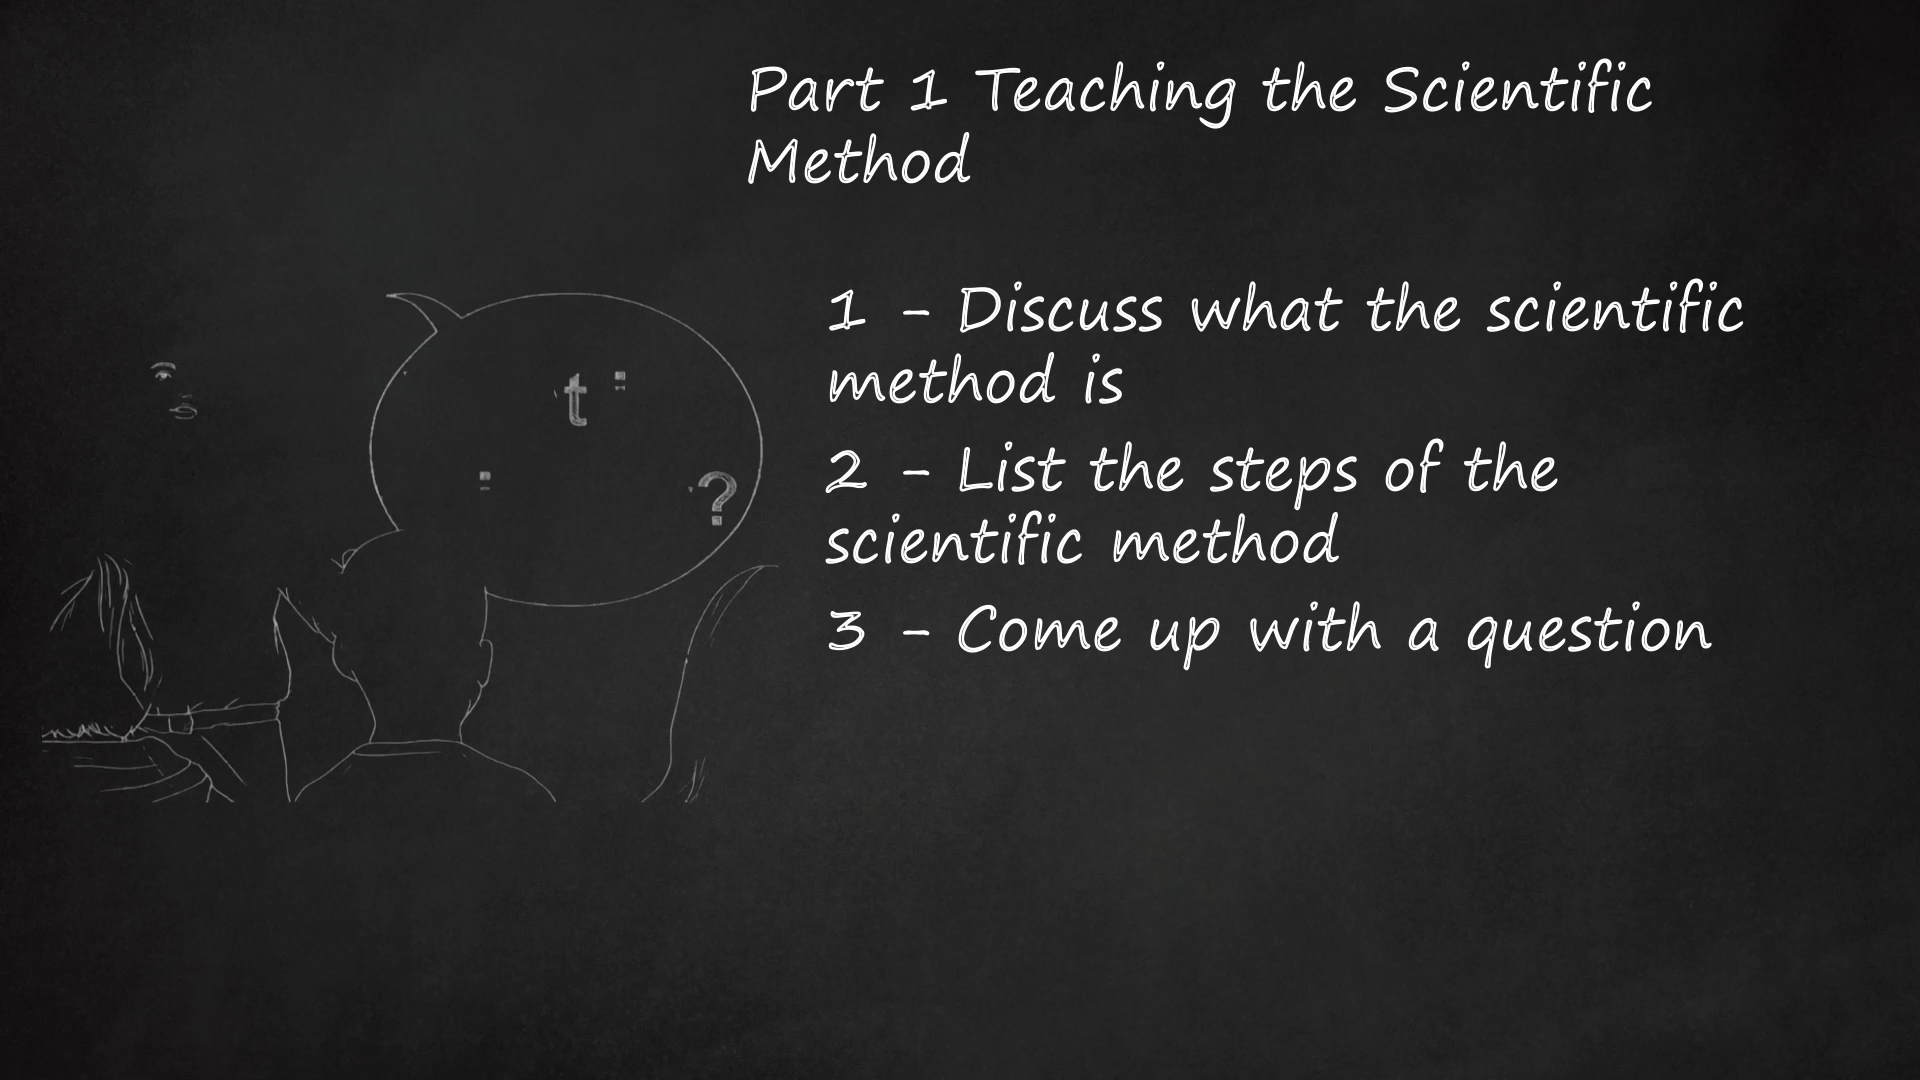 Part 1 Teaching the Scientific
Method
1 - Discuss what the scientific
method is
2 - List the steps of the
scientific method
3 - Come up with a question
t
?